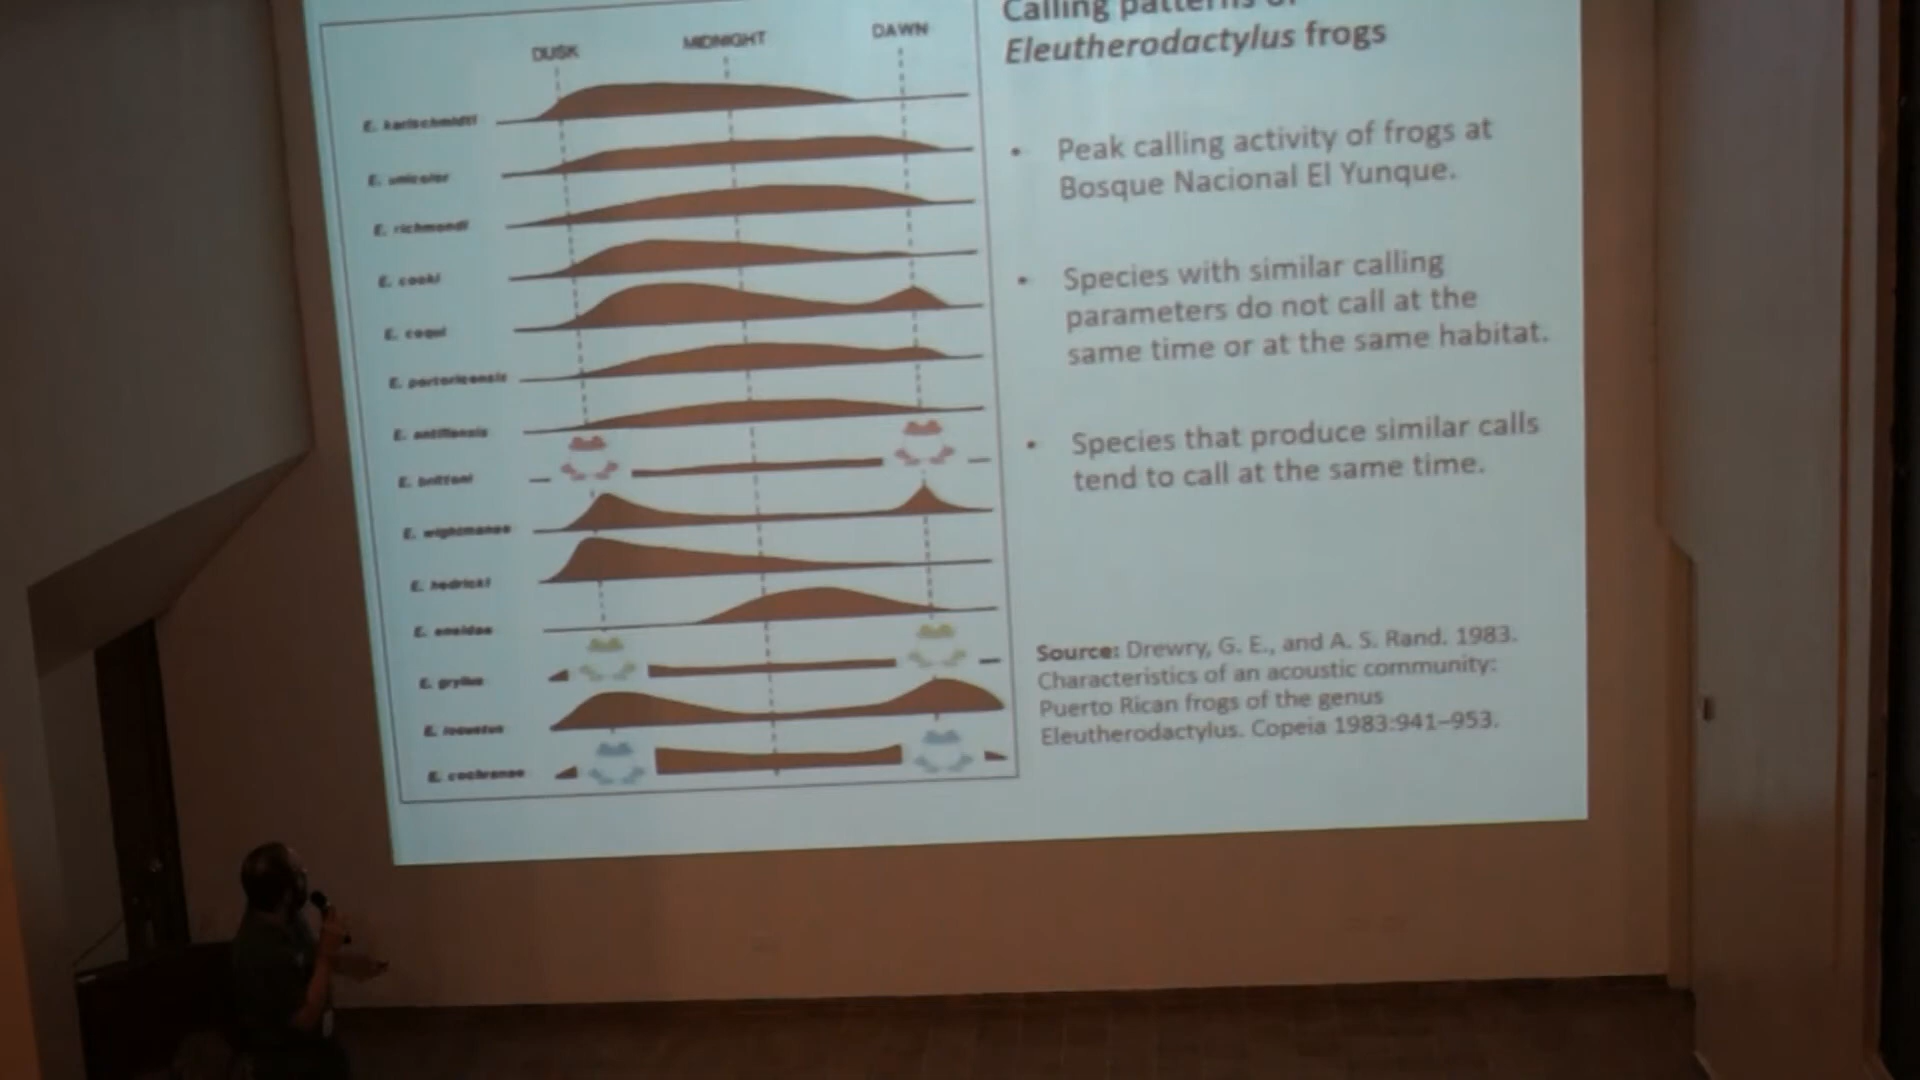 DUSK MIDNIGHT DAWN
E. karlschmidti
E. unicolor
E. richmondi
E. cooki
E. coqui
E. portoricensis
E. antillensis
E. brittoni
E. wightmanae
E. hedricki
E. eneidae
E. gryllus
E. locustus
E. cochranae
Calling patterns of
Eleutherodactylus frogs
• Peak calling activity of frogs at
Bosque Nacional El Yunque.
• Species with similar calling
parameters do not call at the
same time or at the same habitat.
• Species that produce similar calls
tend to call at the same time.
Source: Drewry, G. E., and A. S. Rand. 1983.
Characteristics of an acoustic community:
Puerto Rican frogs of the genus
Eleutherodactylus. Copeia 1983:941–953.